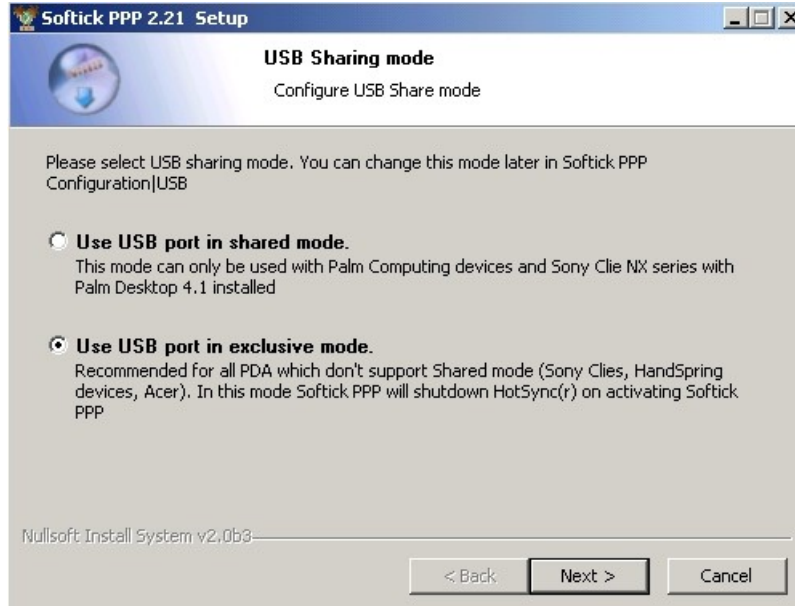 Softick PPP 2.21 Setup
USB Sharing mode
Configure USB Share mode
Please select USB sharing mode. You can change this mode later in Softick PPP
Configuration|USB
Use USB port in shared mode.
This mode can only be used with Palm Computing devices and Sony Clie NX series with
Palm Desktop 4.1 installed
Use USB port in exclusive mode.
Recommended for all PDA which don't support Shared mode (Sony Clies, HandSpring
devices, Acer). In this mode Softick PPP will shutdown HotSync(r) on activating Softick
PPP
Nullsoft Install System v2.0b3
< Back Next > Cancel